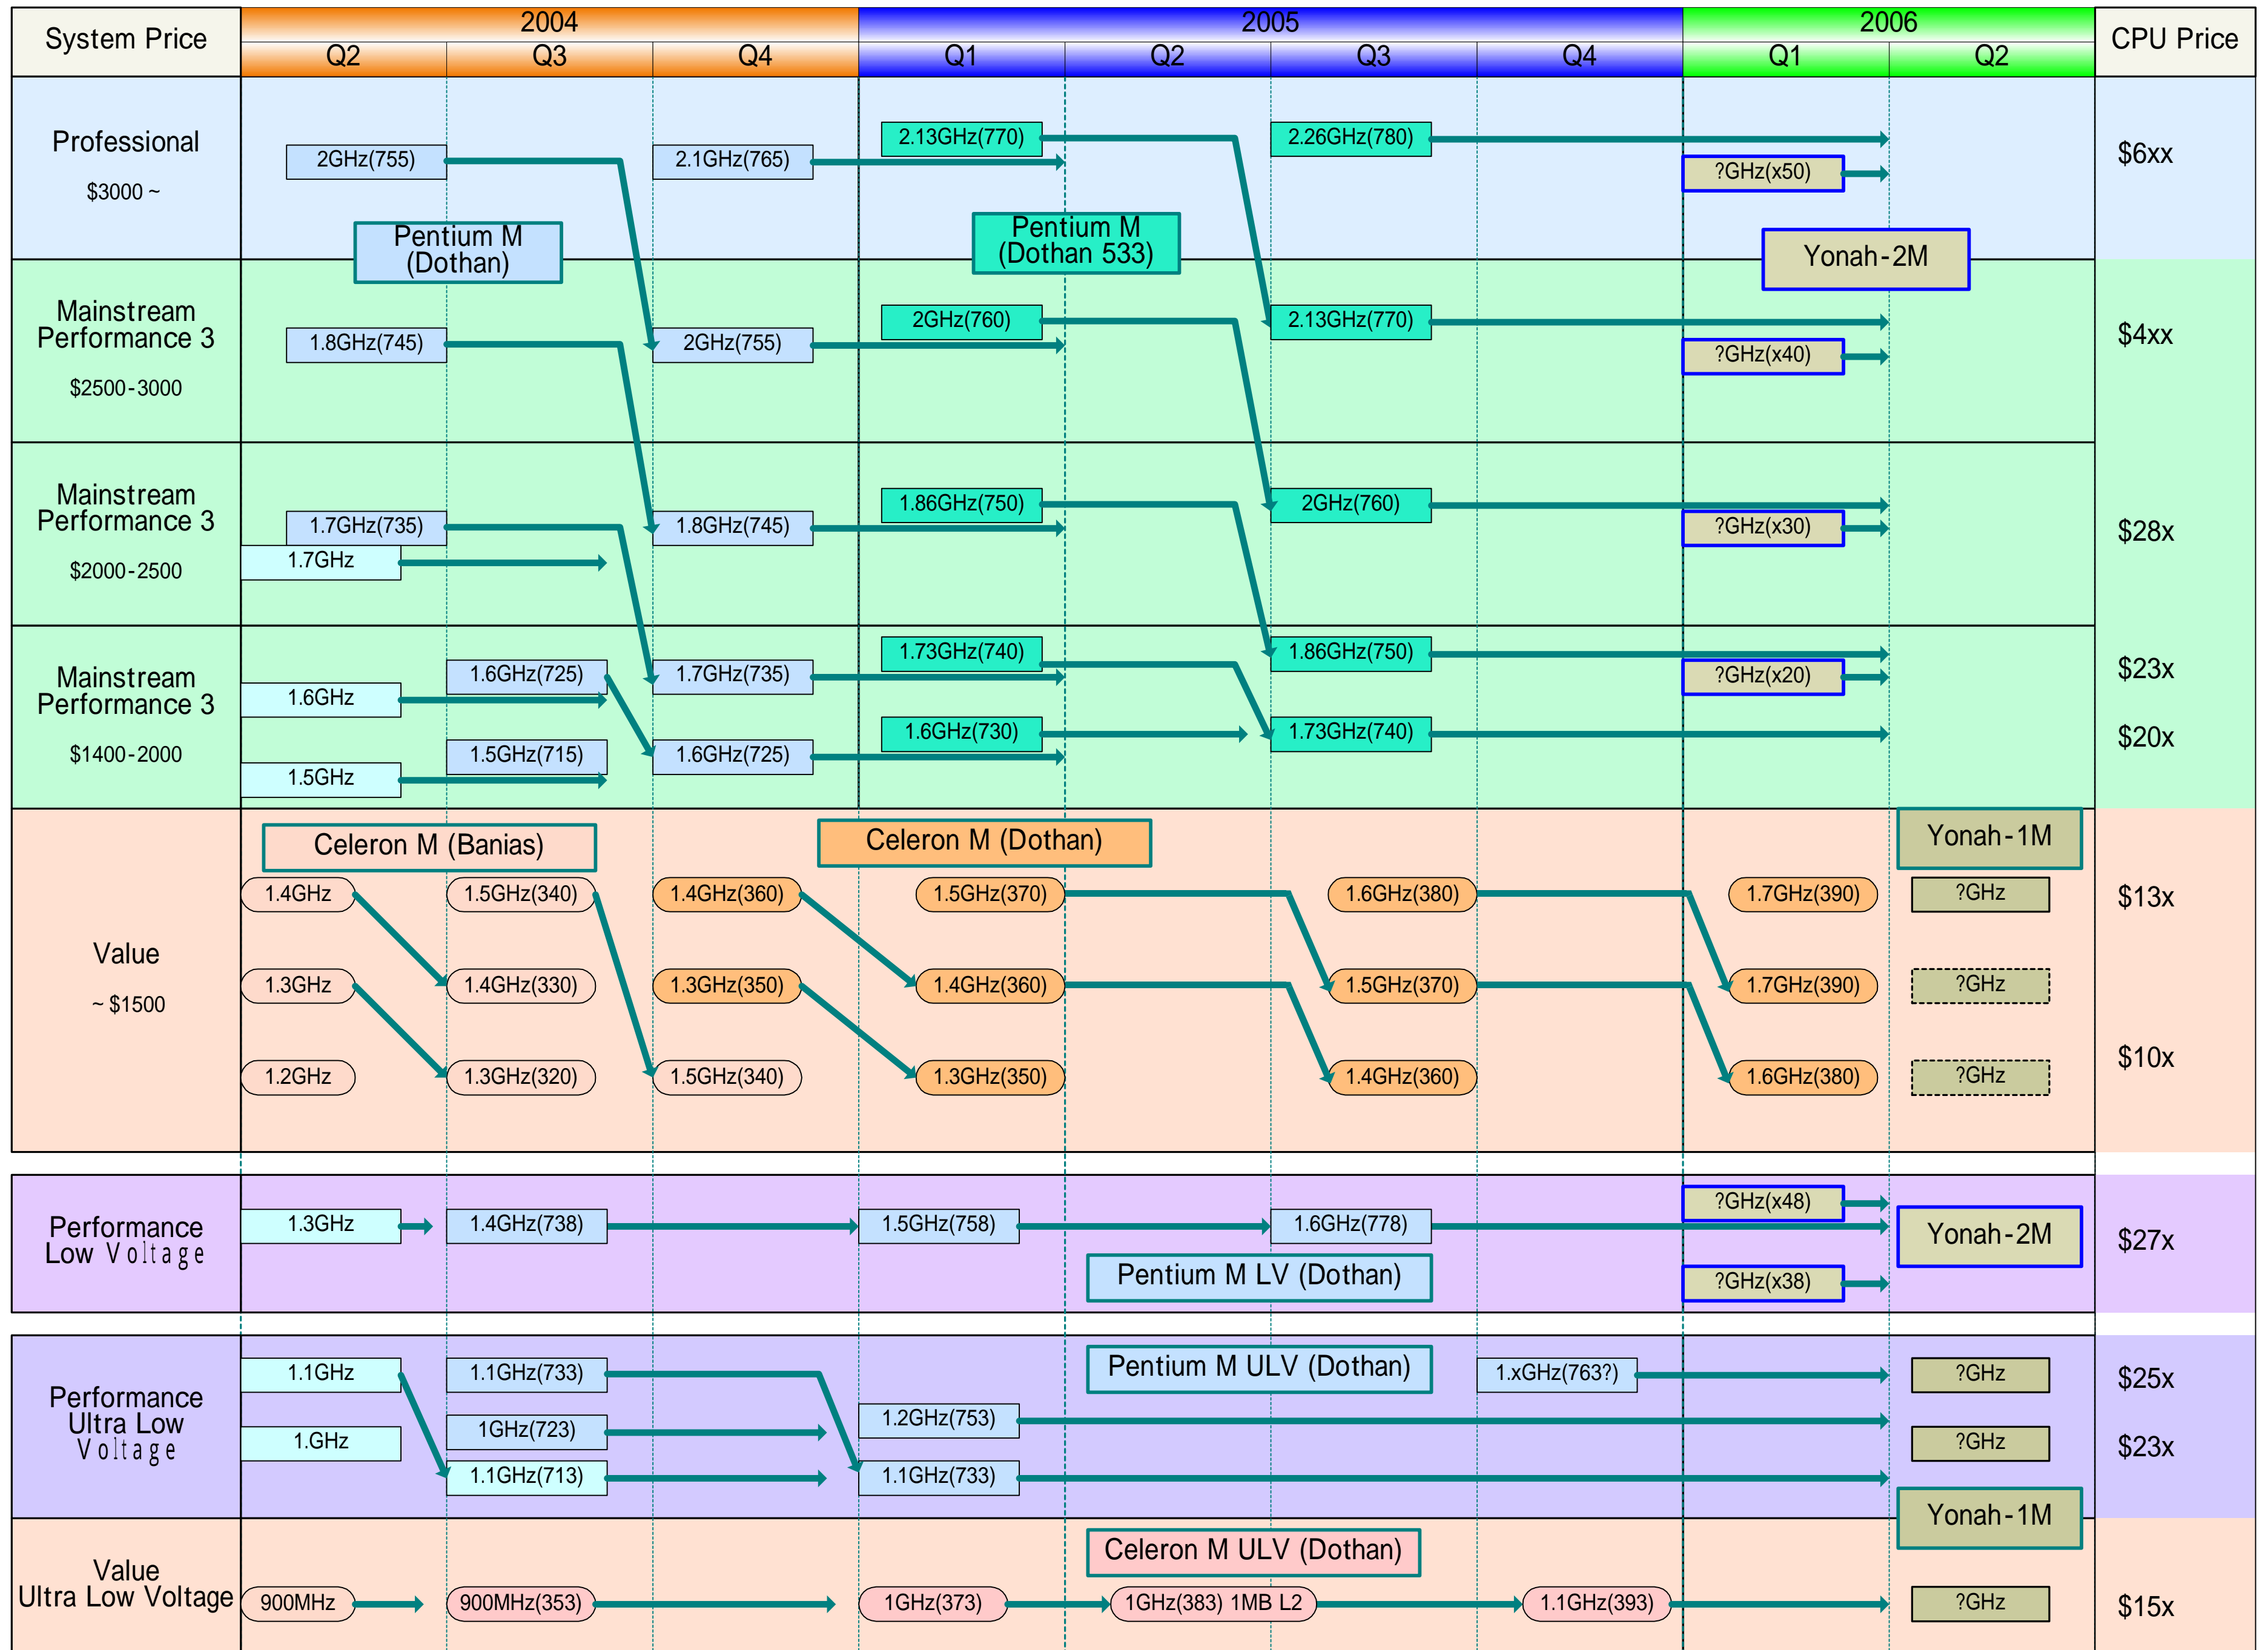 System Price
2004
2005
2006
CPU Price
Q2
Q3
Q4
Q1
Q2
Q3
Q4
Q1
Q2
Professional
$3000 ~
2GHz(755)
2.1GHz(765)
2.13GHz(770)
2.26GHz(780)
?GHz(x50)
$6xx
Pentium M
(Dothan)
Pentium M
(Dothan 533)
Yonah-2M
Mainstream
Performance 3
$2500-3000
1.8GHz(745)
2GHz(755)
2GHz(760)
2.13GHz(770)
?GHz(x40)
$4xx
Mainstream
Performance 3
$2000-2500
1.7GHz(735)
1.7GHz
1.8GHz(745)
1.86GHz(750)
2GHz(760)
?GHz(x30)
$28x
Mainstream
Performance 3
$1400-2000
1.6GHz
1.6GHz(725)
1.7GHz(735)
1.73GHz(740)
1.86GHz(750)
?GHz(x20)
$23x
1.5GHz
1.5GHz(715)
1.6GHz(725)
1.6GHz(730)
1.73GHz(740)
$20x
Value
~ $1500
Celeron M (Banias)
Celeron M (Dothan)
Yonah-1M
1.4GHz
1.5GHz(340)
1.4GHz(360)
1.5GHz(370)
1.6GHz(380)
1.7GHz(390)
?GHz
$13x
1.3GHz
1.4GHz(330)
1.3GHz(350)
1.4GHz(360)
1.5GHz(370)
1.7GHz(390)
?GHz
1.2GHz
1.3GHz(320)
1.5GHz(340)
1.3GHz(350)
1.4GHz(360)
1.6GHz(380)
?GHz
$10x
Performance
Low Voltage
1.3GHz
1.4GHz(738)
1.5GHz(758)
1.6GHz(778)
?GHz(x48)
Yonah-2M
$27x
Pentium M LV (Dothan)
?GHz(x38)
Performance
Ultra Low
Voltage
1.1GHz
1.1GHz(733)
Pentium M ULV (Dothan)
1.xGHz(763?)
?GHz
$25x
1.GHz
1GHz(723)
1.2GHz(753)
?GHz
$23x
1.1GHz(713)
1.1GHz(733)
Yonah-1M
Value
Ultra Low Voltage
Celeron M ULV (Dothan)
900MHz
900MHz(353)
1GHz(373)
1GHz(383) 1MB L2
1.1GHz(393)
?GHz
$15x